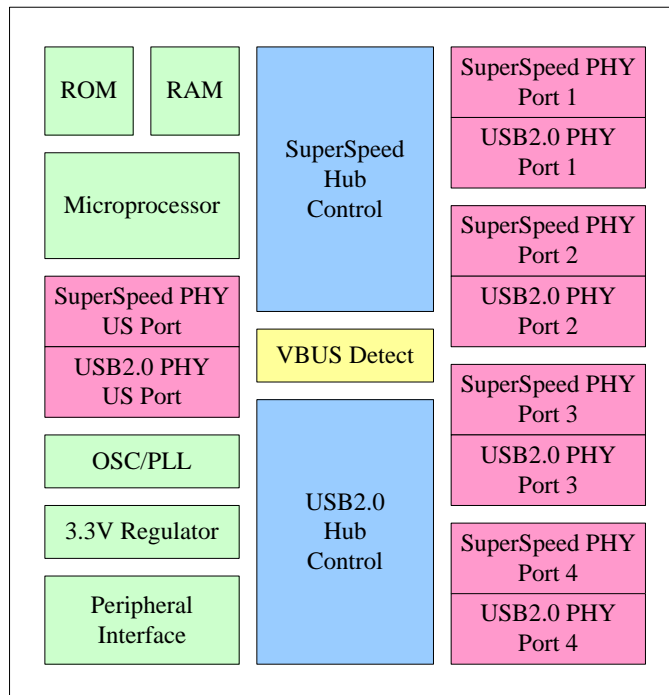 ROM
RAM
Microprocessor
SuperSpeed PHY
US Port
USB2.0 PHY
US Port
OSC/PLL
3.3V Regulator
Peripheral
Interface
SuperSpeed
Hub
Control
VBUS Detect
USB2.0
Hub
Control
SuperSpeed PHY
Port 1
USB2.0 PHY
Port 1
SuperSpeed PHY
Port 2
USB2.0 PHY
Port 2
SuperSpeed PHY
Port 3
USB2.0 PHY
Port 3
SuperSpeed PHY
Port 4
USB2.0 PHY
Port 4